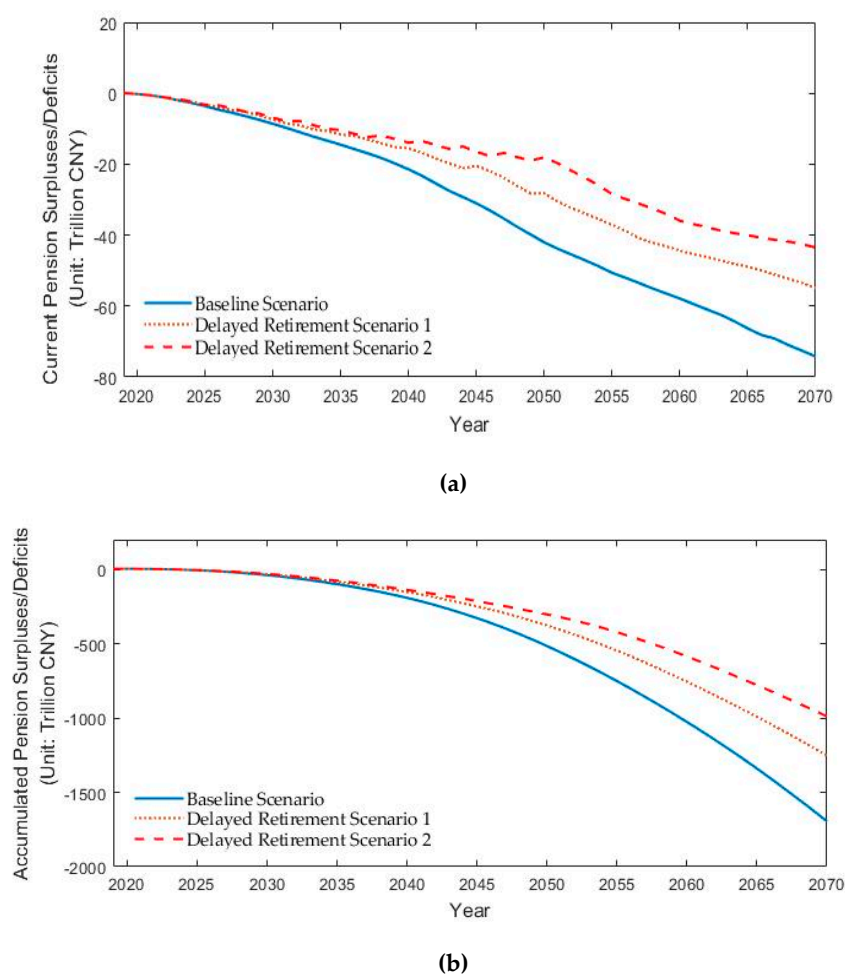 Current Pension Surpluses/Deficits
(Unit: Trillion CNY)
20
0
-20
-40
-60
-80
Baseline Scenario
Delayed Retirement Scenario 1
Delayed Retirement Scenario 2
2020 2025 2030 2035 2040 2045 2050 2055 2060 2065 2070
Year
(a)
Accumulated Pension Surpluses/Deficits
(Unit: Trillion CNY)
0
-500
-1000
-1500
-2000
Baseline Scenario
Delayed Retirement Scenario 1
Delayed Retirement Scenario 2
2020 2025 2030 2035 2040 2045 2050 2055 2060 2065 2070
Year
(b)